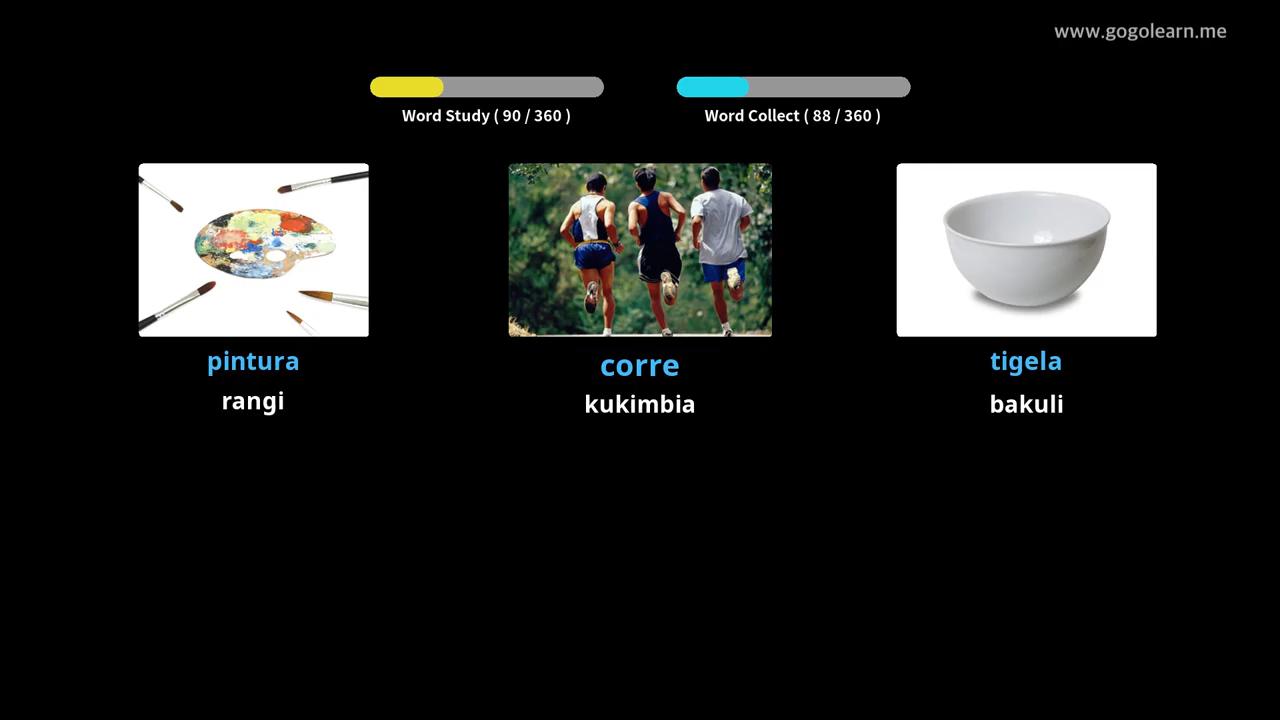 www.gogolearn.me
Word Study ( 90 / 360 )
Word Collect ( 88 / 360 )
pintura
rangi
corre
kukimbia
tigela
bakuli